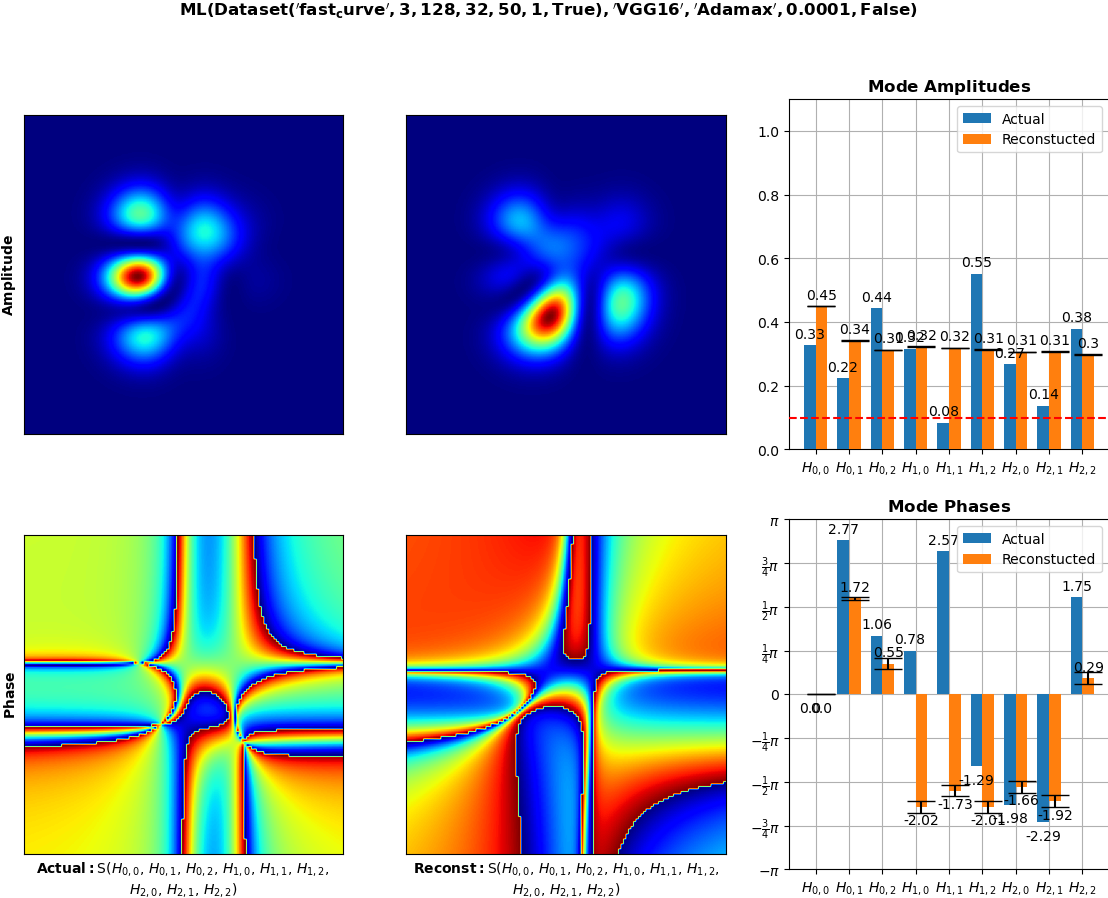 ML(Dataset('fast_curve', 3, 128, 32, 50, 1, True), 'VGG16', 'Adamax', 0.0001, False)
Mode Amplitudes
Actual
Reconstucted
1.0
0.8
0.6
0.4
0.2
0.0
0.33
0.45
0.22
0.34
0.44
0.31
0.32
0.32
0.08
0.32
0.55
0.31
0.27
0.31
0.14
0.31
0.38
0.3
H0,0 H0,1 H0,2 H1,0 H1,1 H1,2 H2,0 H2,1 H2,2
Amplitude
Mode Phases
Actual
Reconstucted
π
3/4π
1/2π
1/4π
0
−1/4π
−1/2π
−3/4π
−π
0.0
0.0
2.77
1.72
1.06
0.55
0.78
-2.02
2.57
-1.73
-1.29
-2.01
-1.98
-1.66
-2.29
-1.92
1.75
0.29
H0,0 H0,1 H0,2 H1,0 H1,1 H1,2 H2,0 H2,1 H2,2
Phase
Actual: S(H0,0, H0,1, H0,2, H1,0, H1,1, H1,2,
H2,0, H2,1, H2,2)
Reconst: S(H0,0, H0,1, H0,2, H1,0, H1,1, H1,2,
H2,0, H2,1, H2,2)